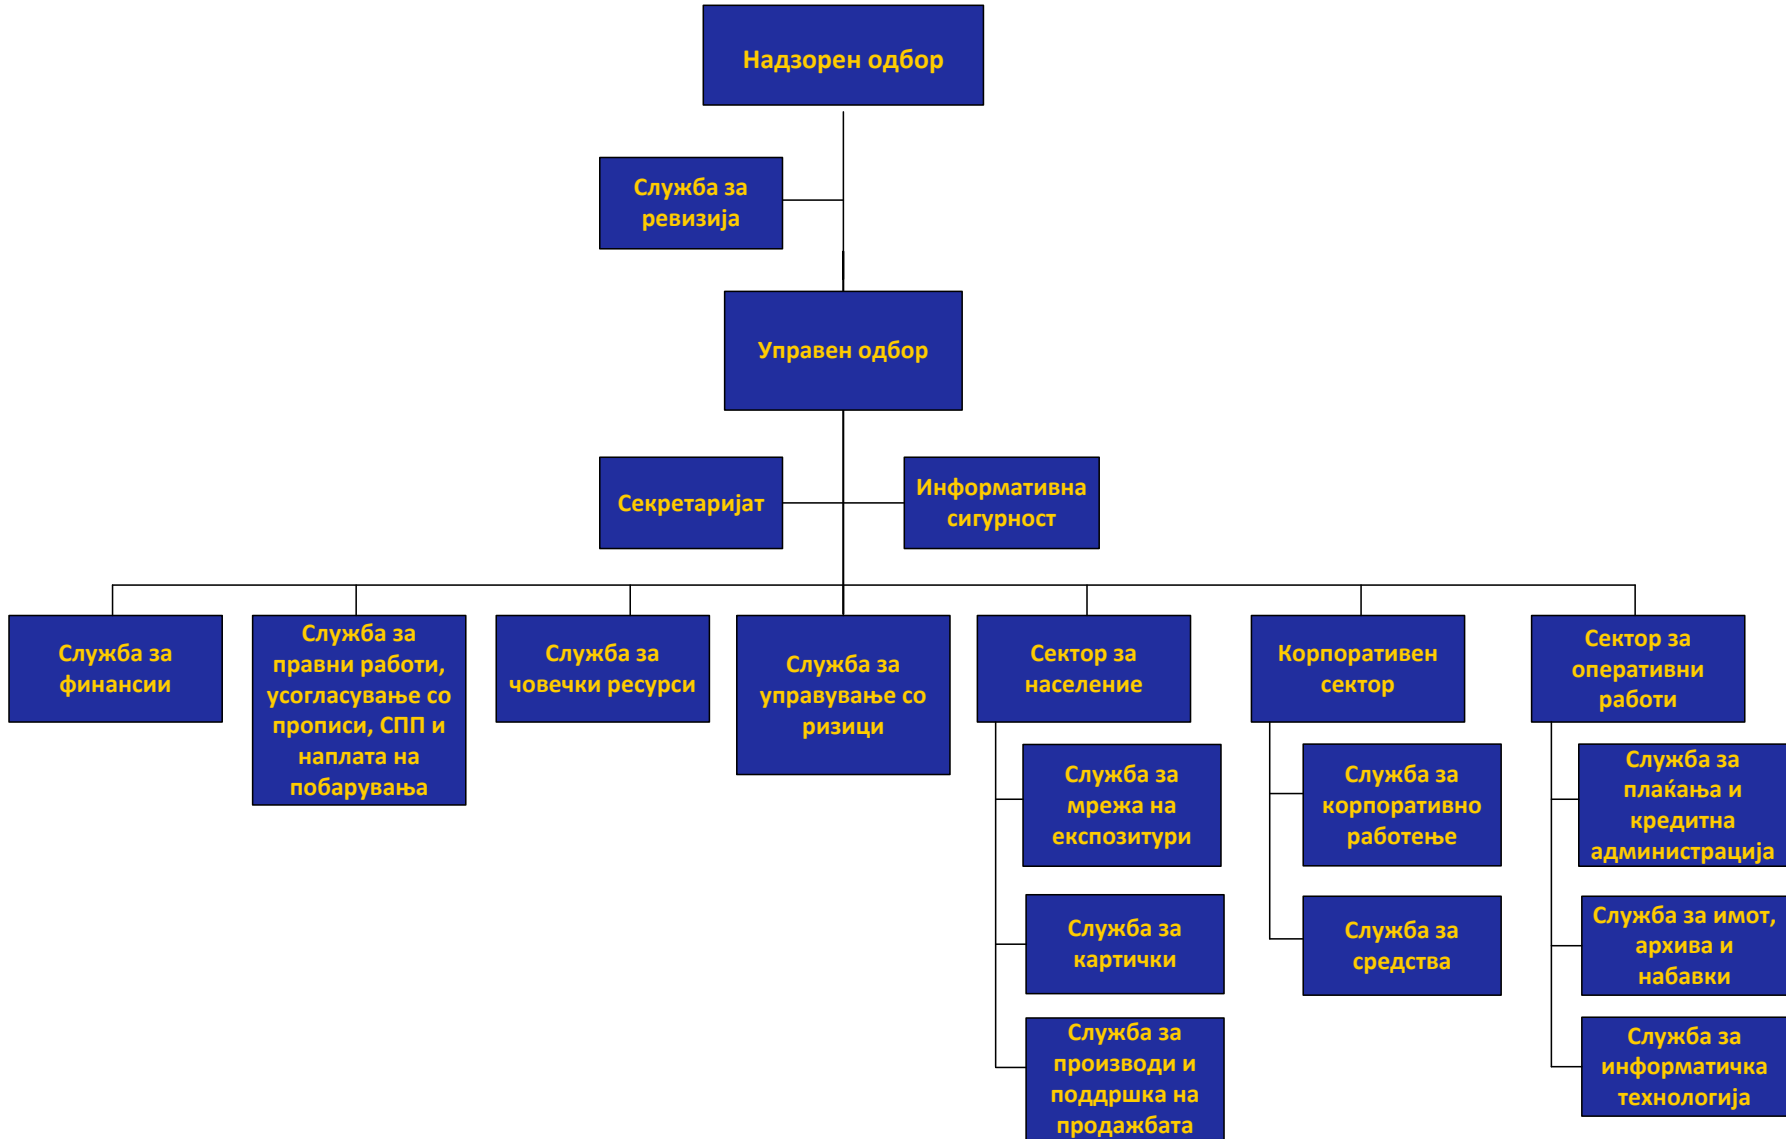 Надзорен одбор
Служба за
ревизија
Управен одбор
Секретаријат
Информативна
сигурност
Служба за
финансии
Служба за
правни работи,
усогласување со
прописи, СПП и
наплата на
побарувања
Служба за
човечки ресурси
Служба за
управување со
ризици
Сектор за
население
Корпоративен
сектор
Сектор за
оперативни
работи
Служба за
мрежа на
експозитури
Служба за
картички
Служба за
производи и
поддршка на
продажбата
Служба за
корпоративно
работење
Служба за
средства
Служба за
плаќања и
кредитна
администрација
Служба за имот,
архива и
набавки
Служба за
информатичка
технологија